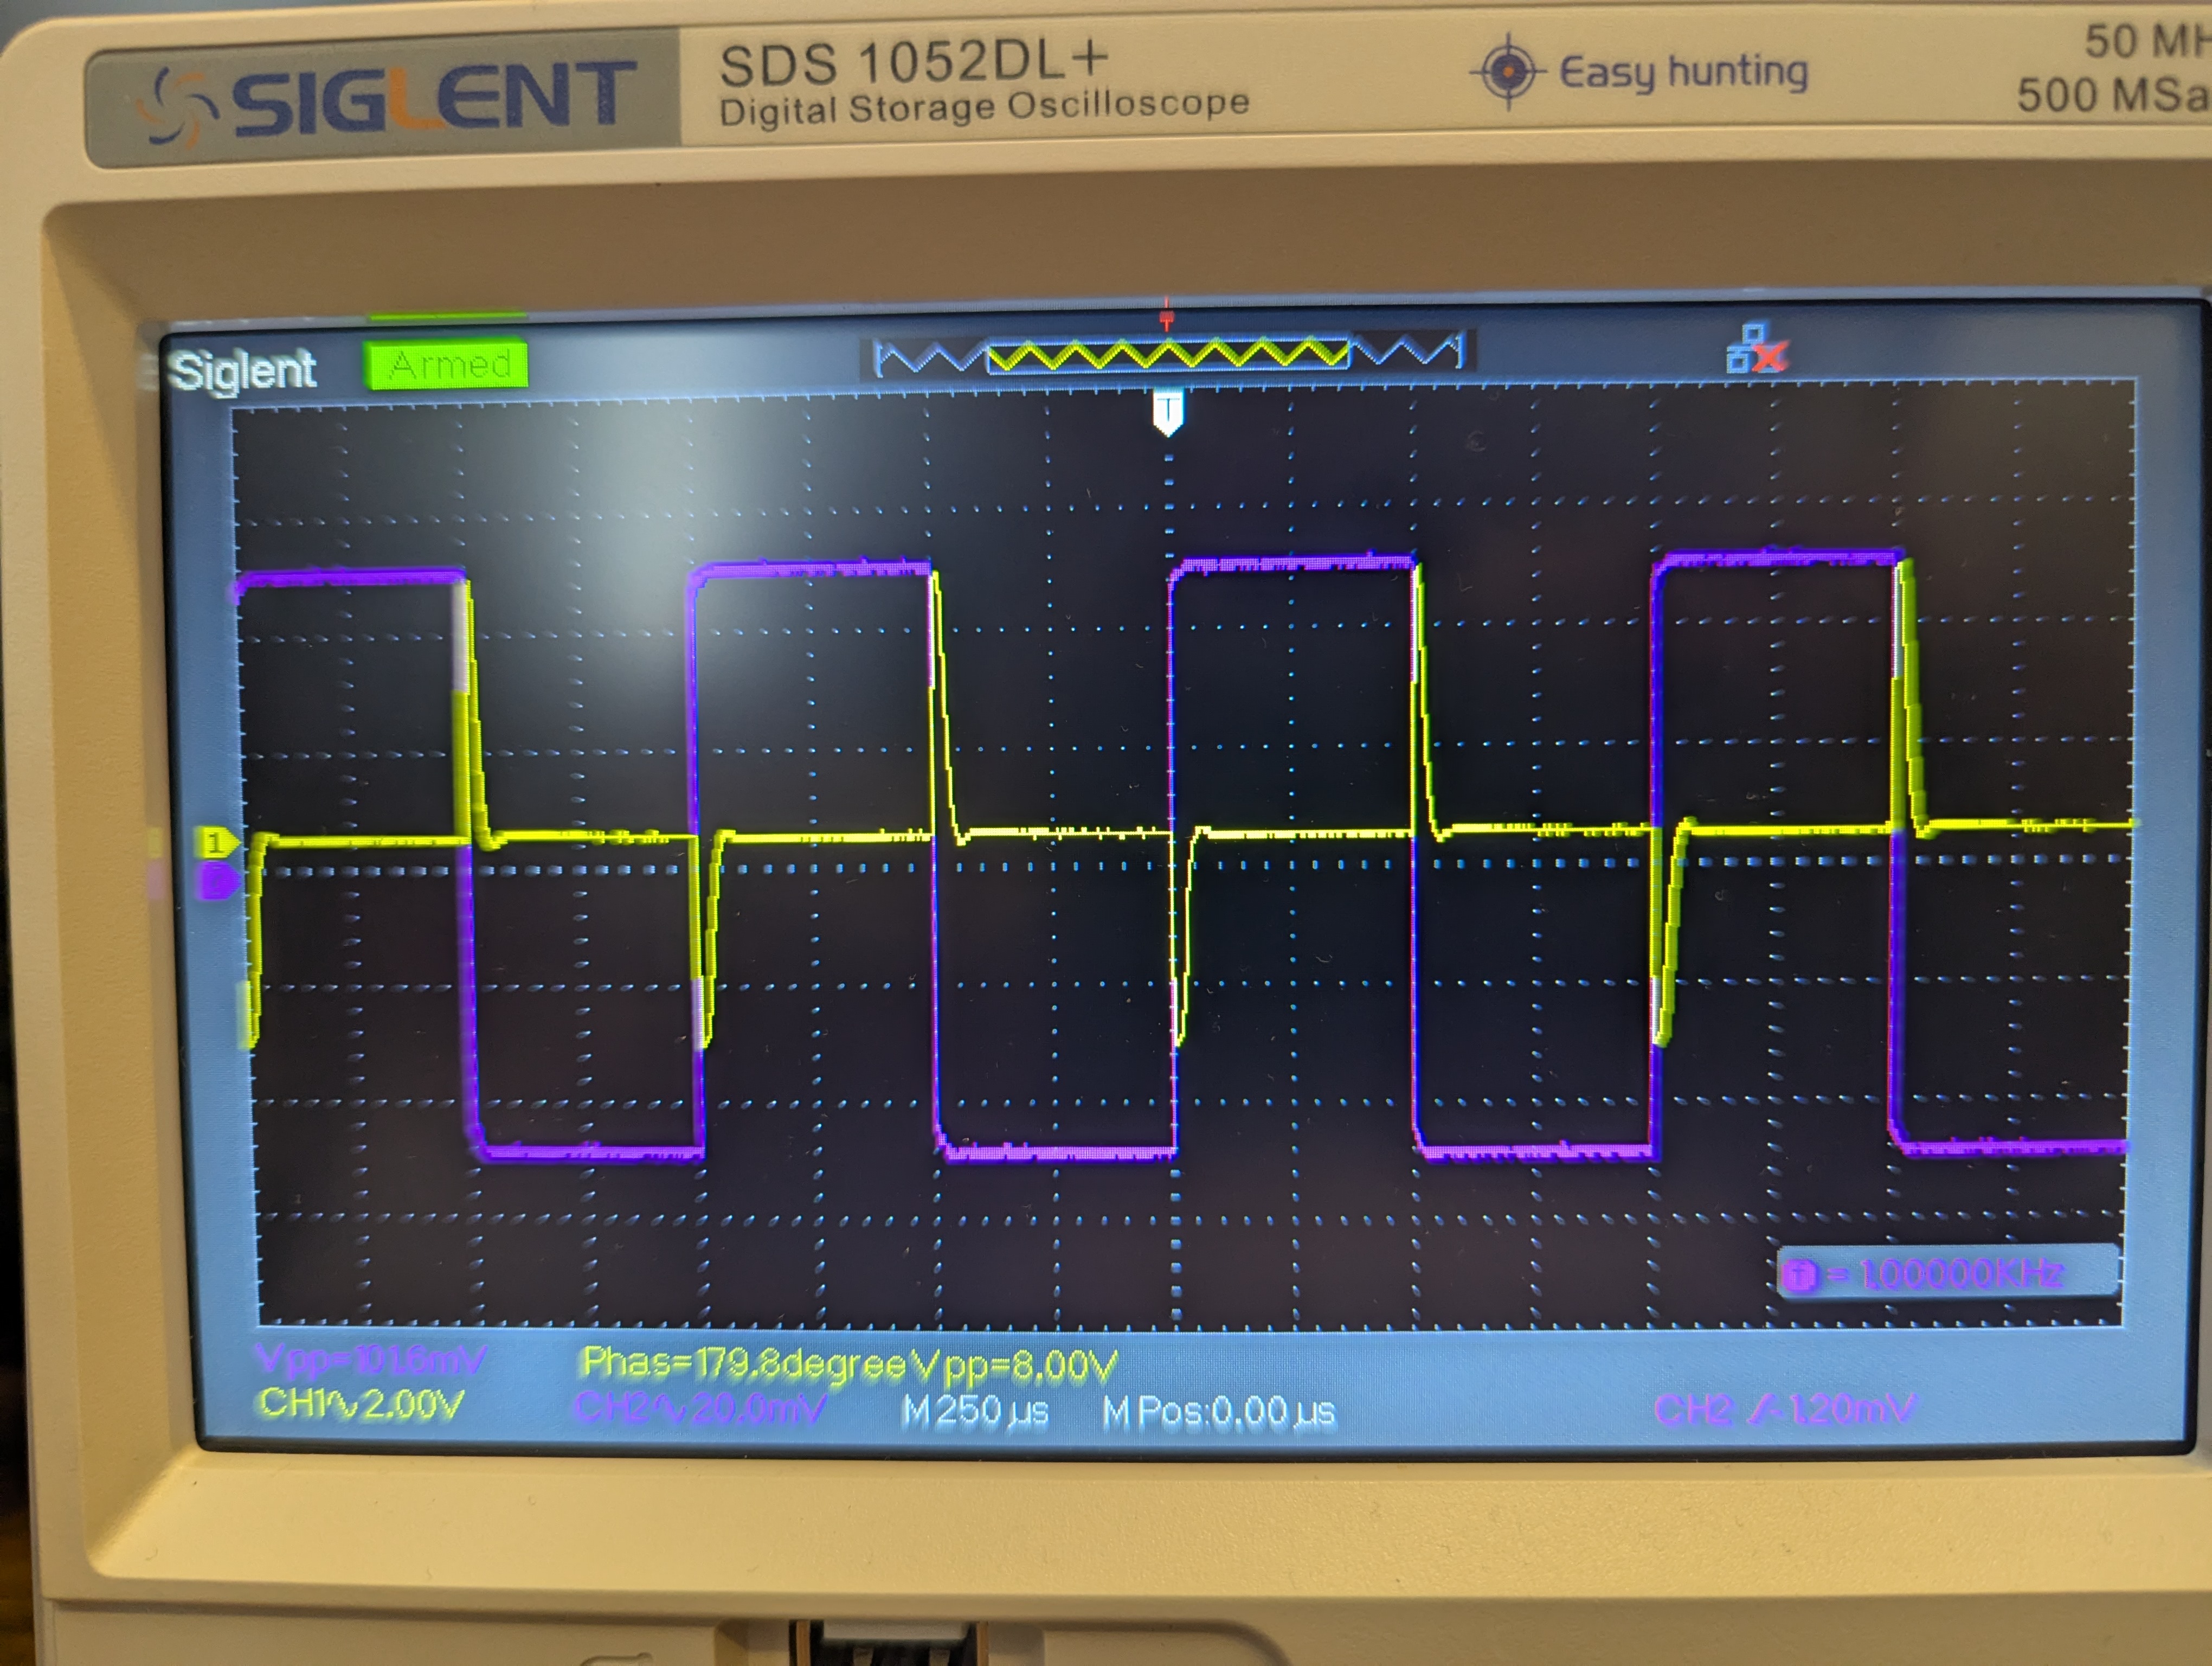 SIGLENT
SDS 1052DL+
Digital Storage Oscilloscope
Easy hunting
50 MH
500 MSa
Siglent
Armed
T
1
T = 1.00000KHz
Vpp=101.6mV Phas=179.8degree Vpp=8.00V
CH1∿2.00V CH2∿20.0mV M 250 µs M Pos:0.00 µs CH2 -1.20mV